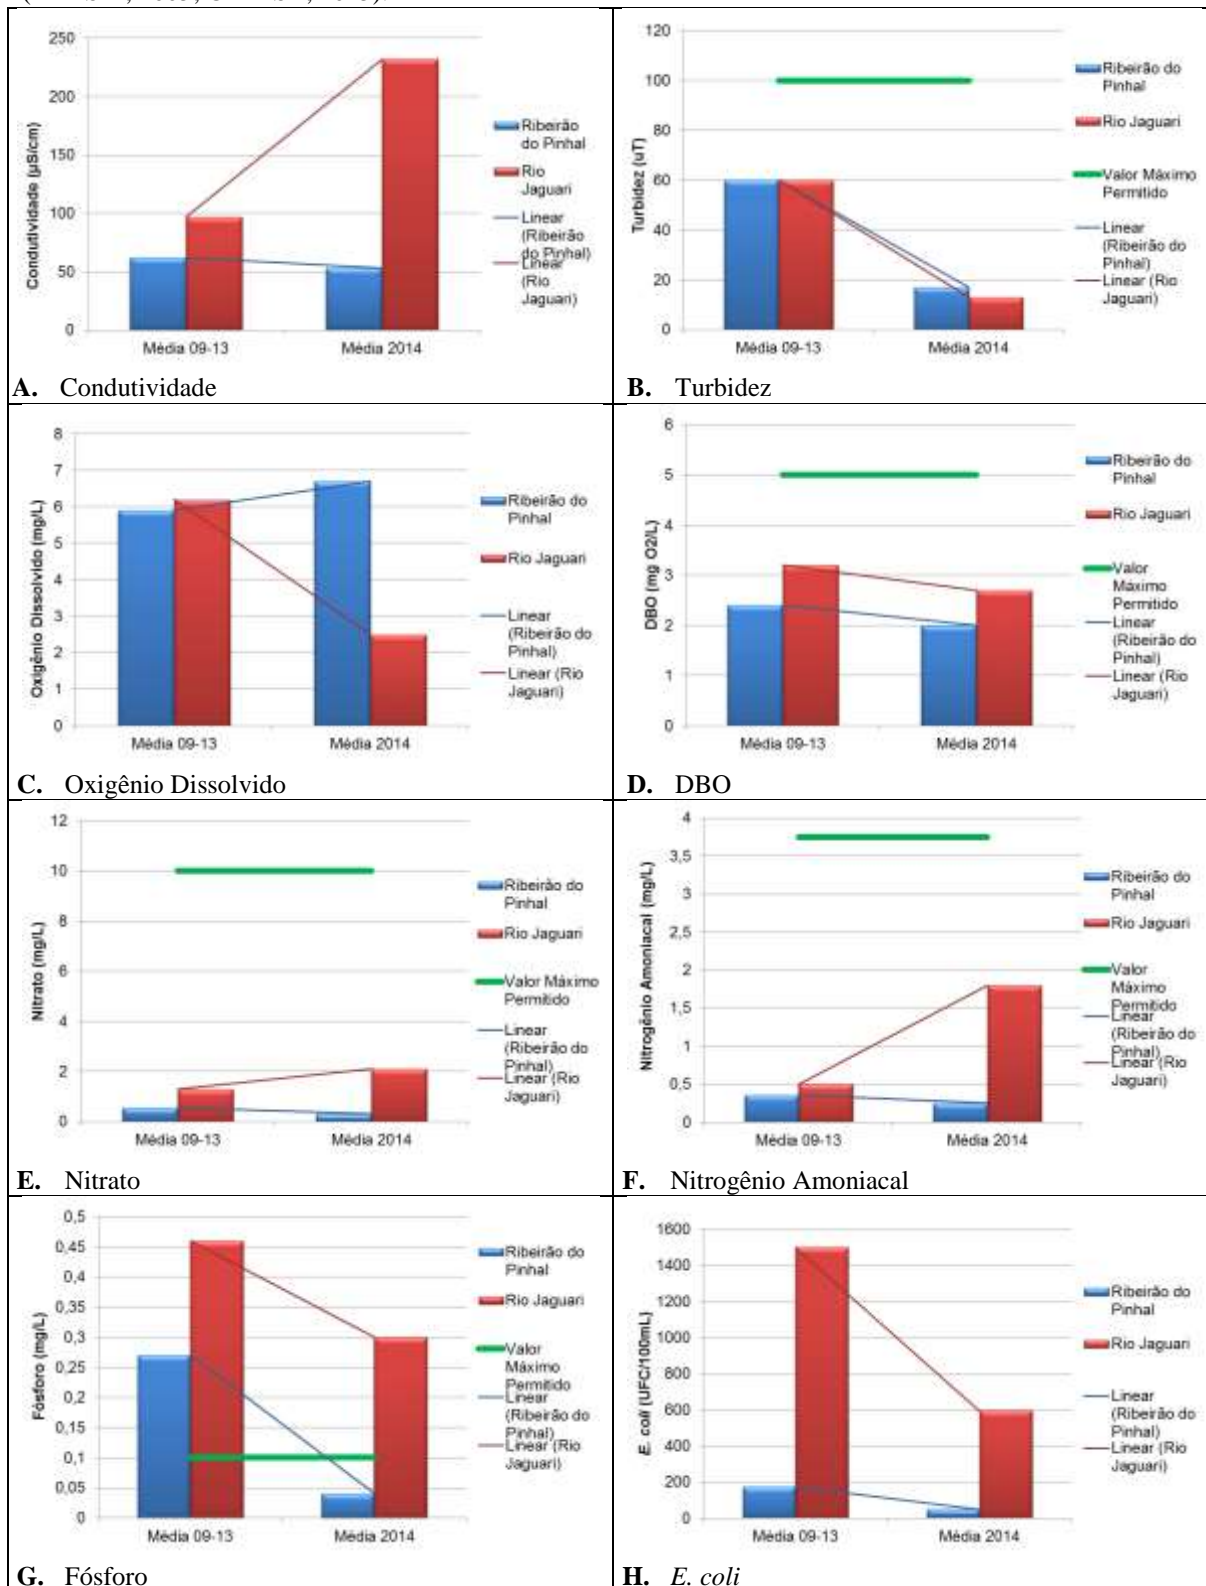 250
200
150
100
50
0
Condutividade (µS/cm)
Média 09-13
Média 2014
Ribeirão
do Pinhal
Rio
Jaguari
Linear
(Ribeirão
do Pinhal)
Linear
(Rio
Jaguari)
A. Condutividade
120
100
80
60
40
20
0
Turbidez (uT)
Média 09-13
Média 2014
Ribeirão do
Pinhal
Rio Jaguari
Valor Máximo
Permitido
Linear
(Ribeirão do
Pinhal)
Linear (Rio
Jaguari)
B. Turbidez
8
7
6
5
4
3
2
1
0
Oxigênio Dissolvido (mg/L)
Média 09-13
Média 2014
Ribeirão do
Pinhal
Rio Jaguari
Linear
(Ribeirão do
Pinhal)
Linear (Rio
Jaguari)
C. Oxigênio Dissolvido
6
5
4
3
2
1
0
DBO (mg O2/L)
Média 09-13
Média 2014
Ribeirão do
Pinhal
Rio Jaguari
Valor
Máximo
Permitido
Linear
(Ribeirão do
Pinhal)
Linear (Rio
Jaguari)
D. DBO
12
10
8
6
4
2
0
Nitrato (mg/L)
Média 09-13
Média 2014
Ribeirão do
Pinhal
Rio Jaguari
Valor Máximo
Permitido
Linear
(Ribeirão do
Pinhal)
Linear (Rio
Jaguari)
E. Nitrato
4
3,5
3
2,5
2
1,5
1
0,5
0
Nitrogênio Amoniacal (mg/L)
Média 09-13
Média 2014
Ribeirão do
Pinhal
Rio Jaguari
Valor
Máximo
Permitido
Linear
(Ribeirão do
Pinhal)
Linear (Rio
Jaguari)
F. Nitrogênio Amoniacal
0,5
0,45
0,4
0,35
0,3
0,25
0,2
0,15
0,1
0,05
0
Fósforo (mg/L)
Média 09-13
Média 2014
Ribeirão do
Pinhal
Rio Jaguari
Valor
Máximo
Permitido
Linear
(Ribeirão do
Pinhal)
Linear (Rio
Jaguari)
G. Fósforo
1600
1400
1200
1000
800
600
400
200
0
E. coli (UFC/100mL)
Média 09-13
Média 2014
Ribeirão do
Pinhal
Rio Jaguari
Linear
(Ribeirão do
Pinhal)
Linear (Rio
Jaguari)
H. E. coli